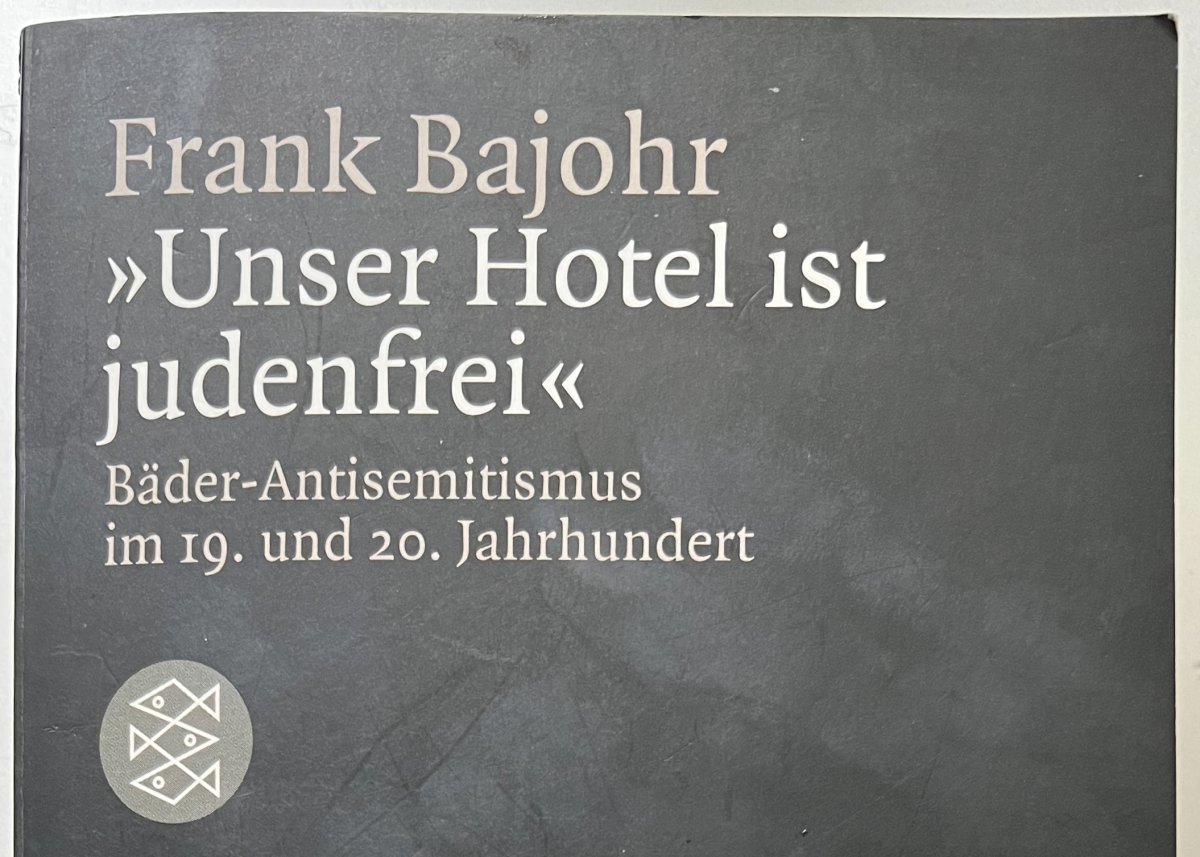 Frank Bajohr
»Unser Hotel ist
judenfrei«
Bäder-Antisemitismus
im 19. und 20. Jahrhundert